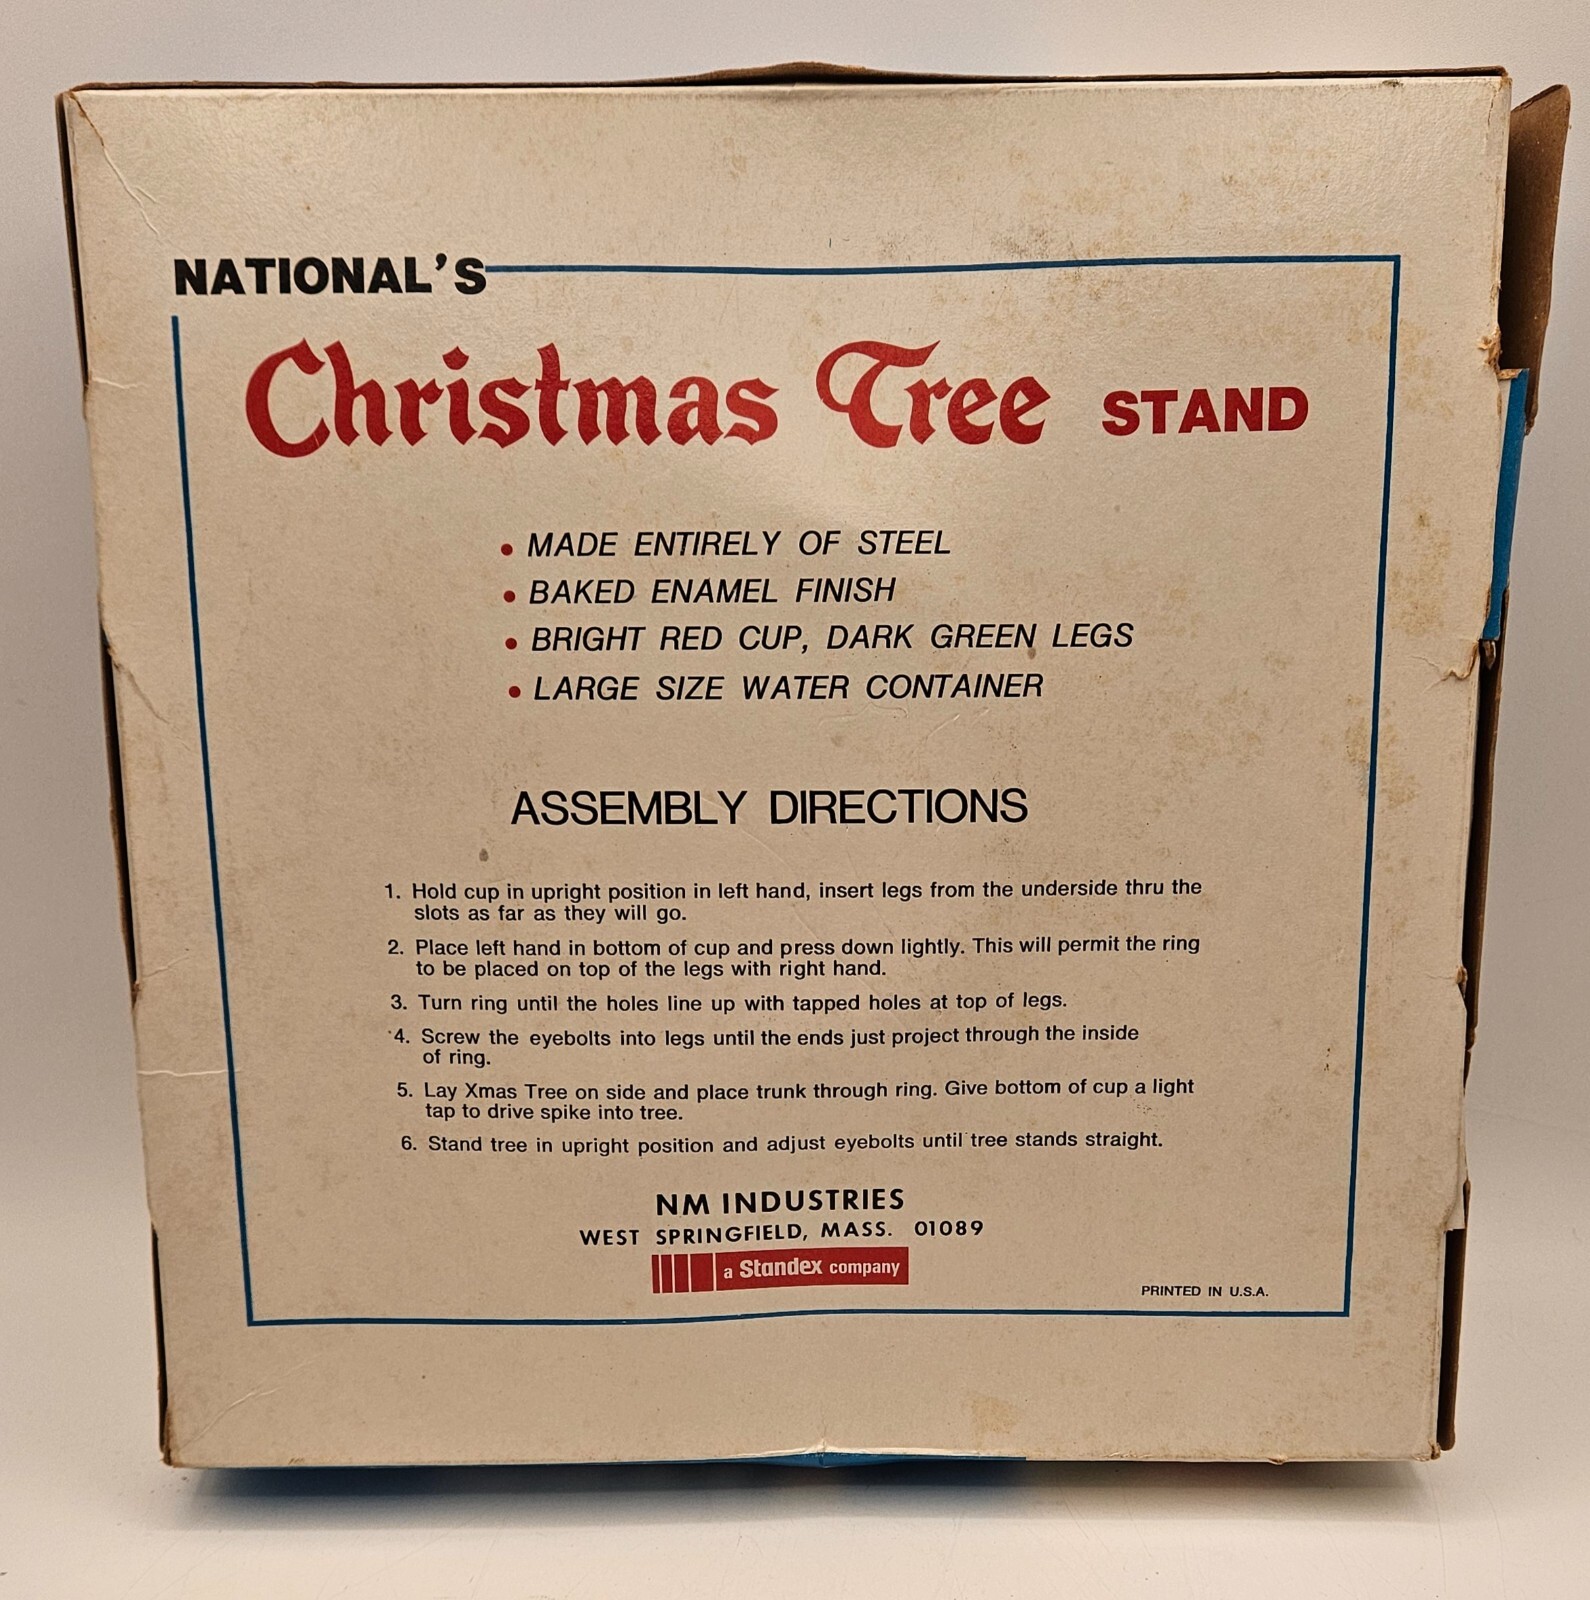 NATIONAL'S
Christmas Tree STAND
• MADE ENTIRELY OF STEEL
• BAKED ENAMEL FINISH
• BRIGHT RED CUP, DARK GREEN LEGS
• LARGE SIZE WATER CONTAINER
ASSEMBLY DIRECTIONS
1. Hold cup in upright position in left hand, insert legs from the underside thru the
slots as far as they will go.
2. Place left hand in bottom of cup and press down lightly. This will permit the ring
to be placed on top of the legs with right hand.
3. Turn ring until the holes line up with tapped holes at top of legs.
4. Screw the eyebolts into legs until the ends just project through the inside
of ring.
5. Lay Xmas Tree on side and place trunk through ring. Give bottom of cup a light
tap to drive spike into tree.
6. Stand tree in upright position and adjust eyebolts until tree stands straight.
NM INDUSTRIES
WEST SPRINGFIELD, MASS. 01089
a Standex company
PRINTED IN U.S.A.